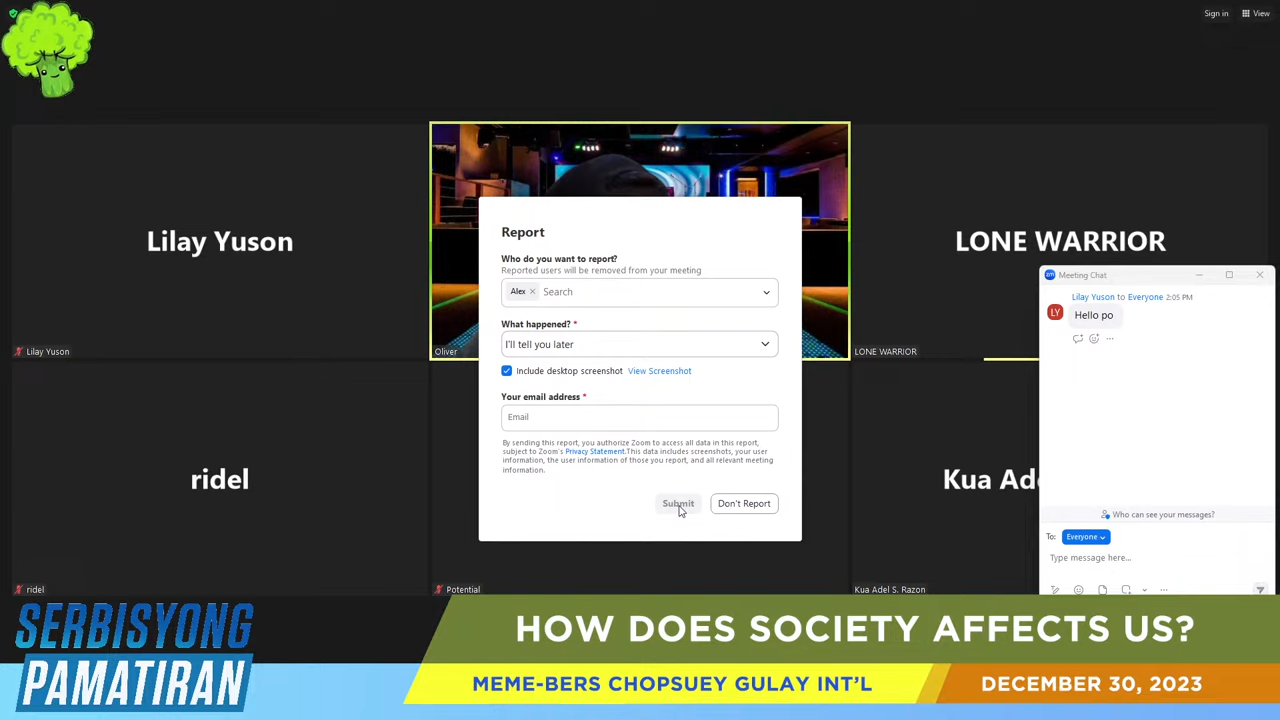 Sign in
View
Lilay Yuson
LONE WARRIOR
Lilay Yuson
Oliver
LONE WARRIOR
Report
Who do you want to report?
Reported users will be removed from your meeting
Alex
Search
What happened? *
I'll tell you later
Include desktop screenshot View Screenshot
Your email address *
Email
By sending this report, you authorize Zoom to access all data in this report,
subject to Zoom's Privacy Statement.This data includes screenshots, your user
information, the user information of those you report, and all relevant meeting
information.
Submit
Don't Report
zm Meeting Chat
Lilay Yuson to Everyone 2:05 PM
LY
Hello po
Who can see your messages?
To: Everyone
Type message here...
ridel
Kua Ade
ridel
Potential
Kua Adel S. Razon
SERBISYONG
PAMATIRAN
HOW DOES SOCIETY AFFECTS US?
MEME-BERS CHOPSUEY GULAY INT'L
DECEMBER 30, 2023